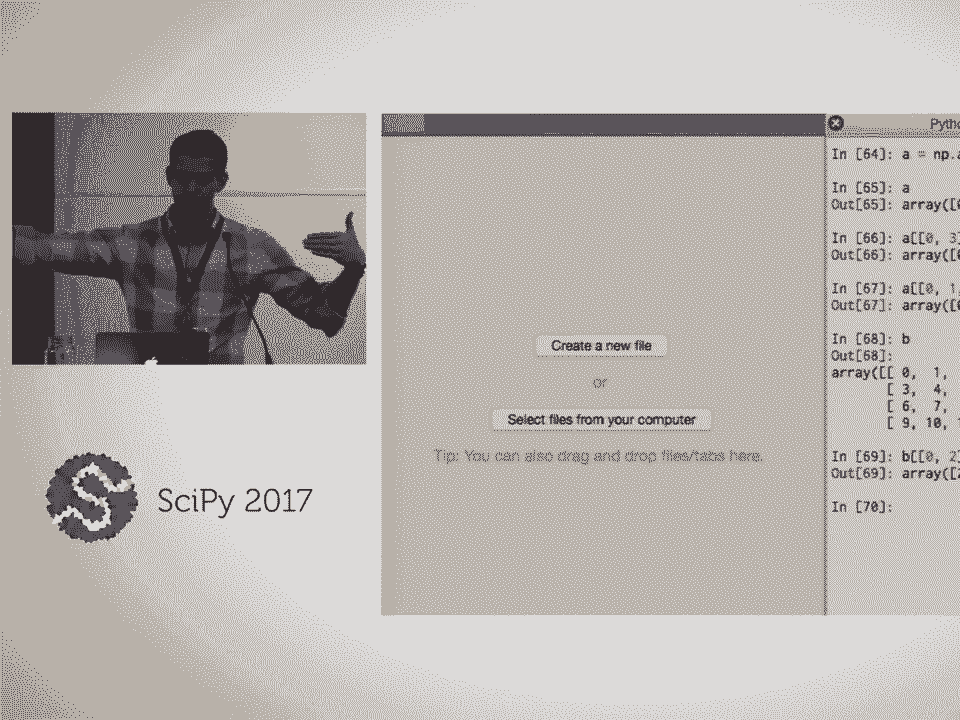 SciPy 2017
Create a new file
or
Select files from your computer
Tip: You can also drag and drop files/tabs here.
In [64]: a = np.a
In [65]: a
Out[65]: array([
In [66]: a[[0, 3]
Out[66]: array([
In [67]: a[[0, 1,
Out[67]: array([
In [68]: b
Out[68]:
array([[ 0, 1,
[ 3, 4,
[ 6, 7,
[ 9, 10,
In [69]: b[[0, 2]
Out[69]: array([
In [70]: